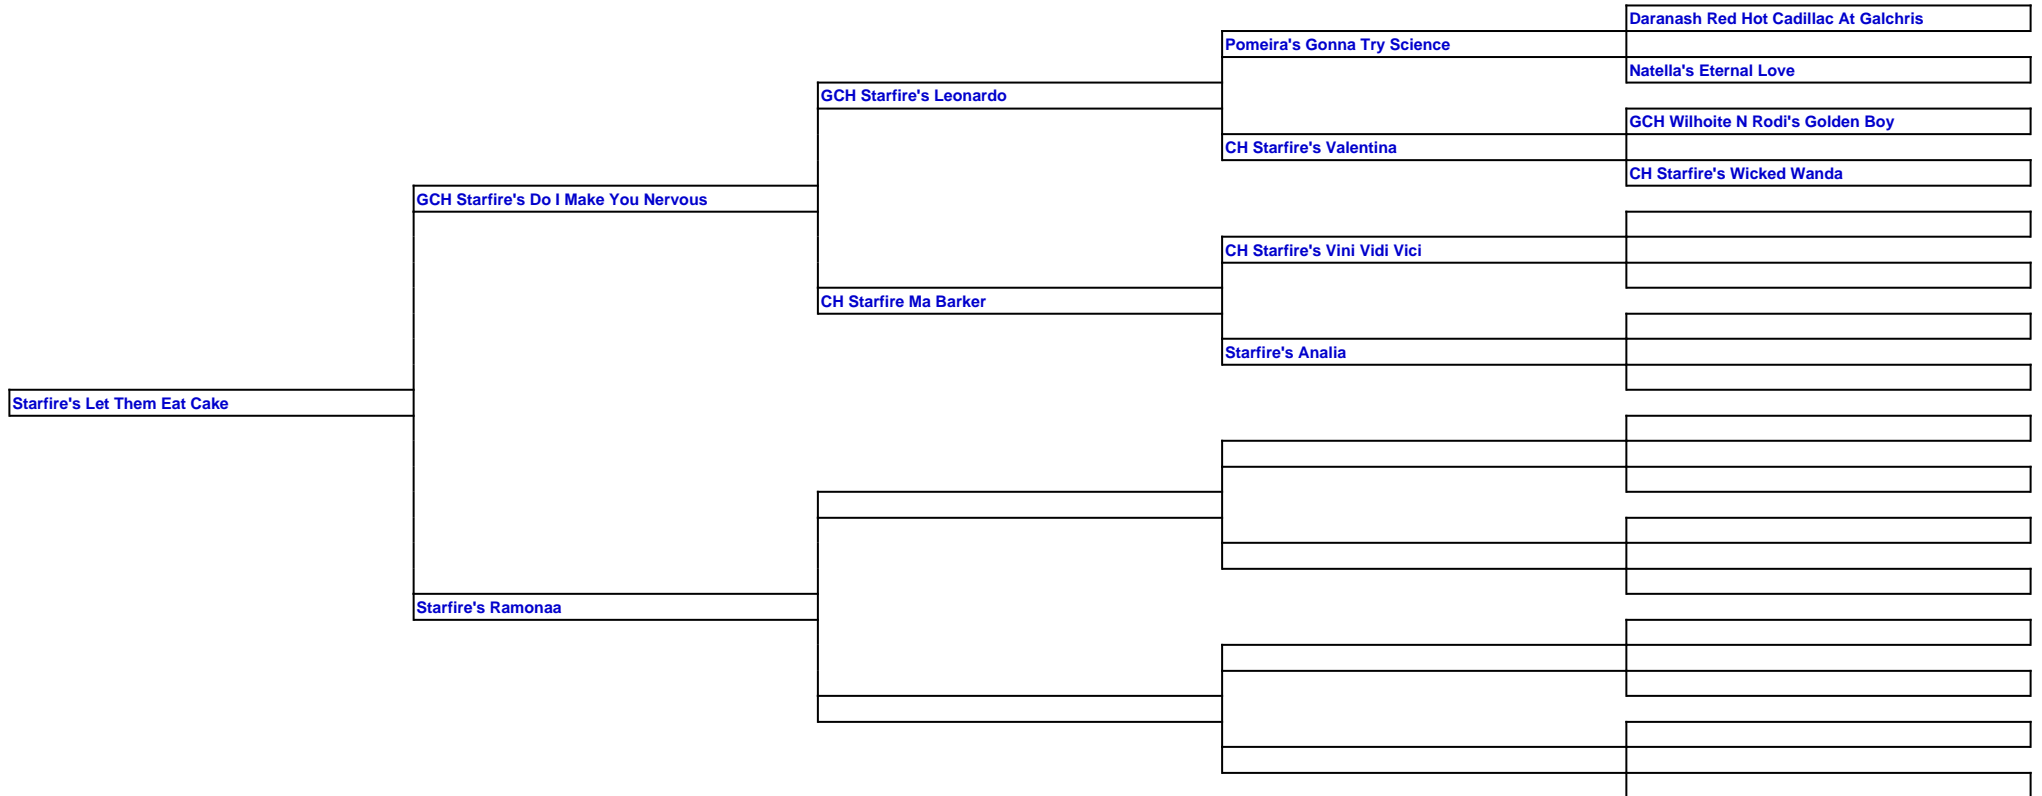 Daranash Red Hot Cadillac At Galchris
Pomeira's Gonna Try Science
Natella's Eternal Love
GCH Starfire's Leonardo
GCH Wilhoite N Rodi's Golden Boy
CH Starfire's Valentina
CH Starfire's Wicked Wanda
GCH Starfire's Do I Make You Nervous
CH Starfire's Vini Vidi Vici
CH Starfire Ma Barker
Starfire's Analia
Starfire's Let Them Eat Cake
Starfire's Ramonaa